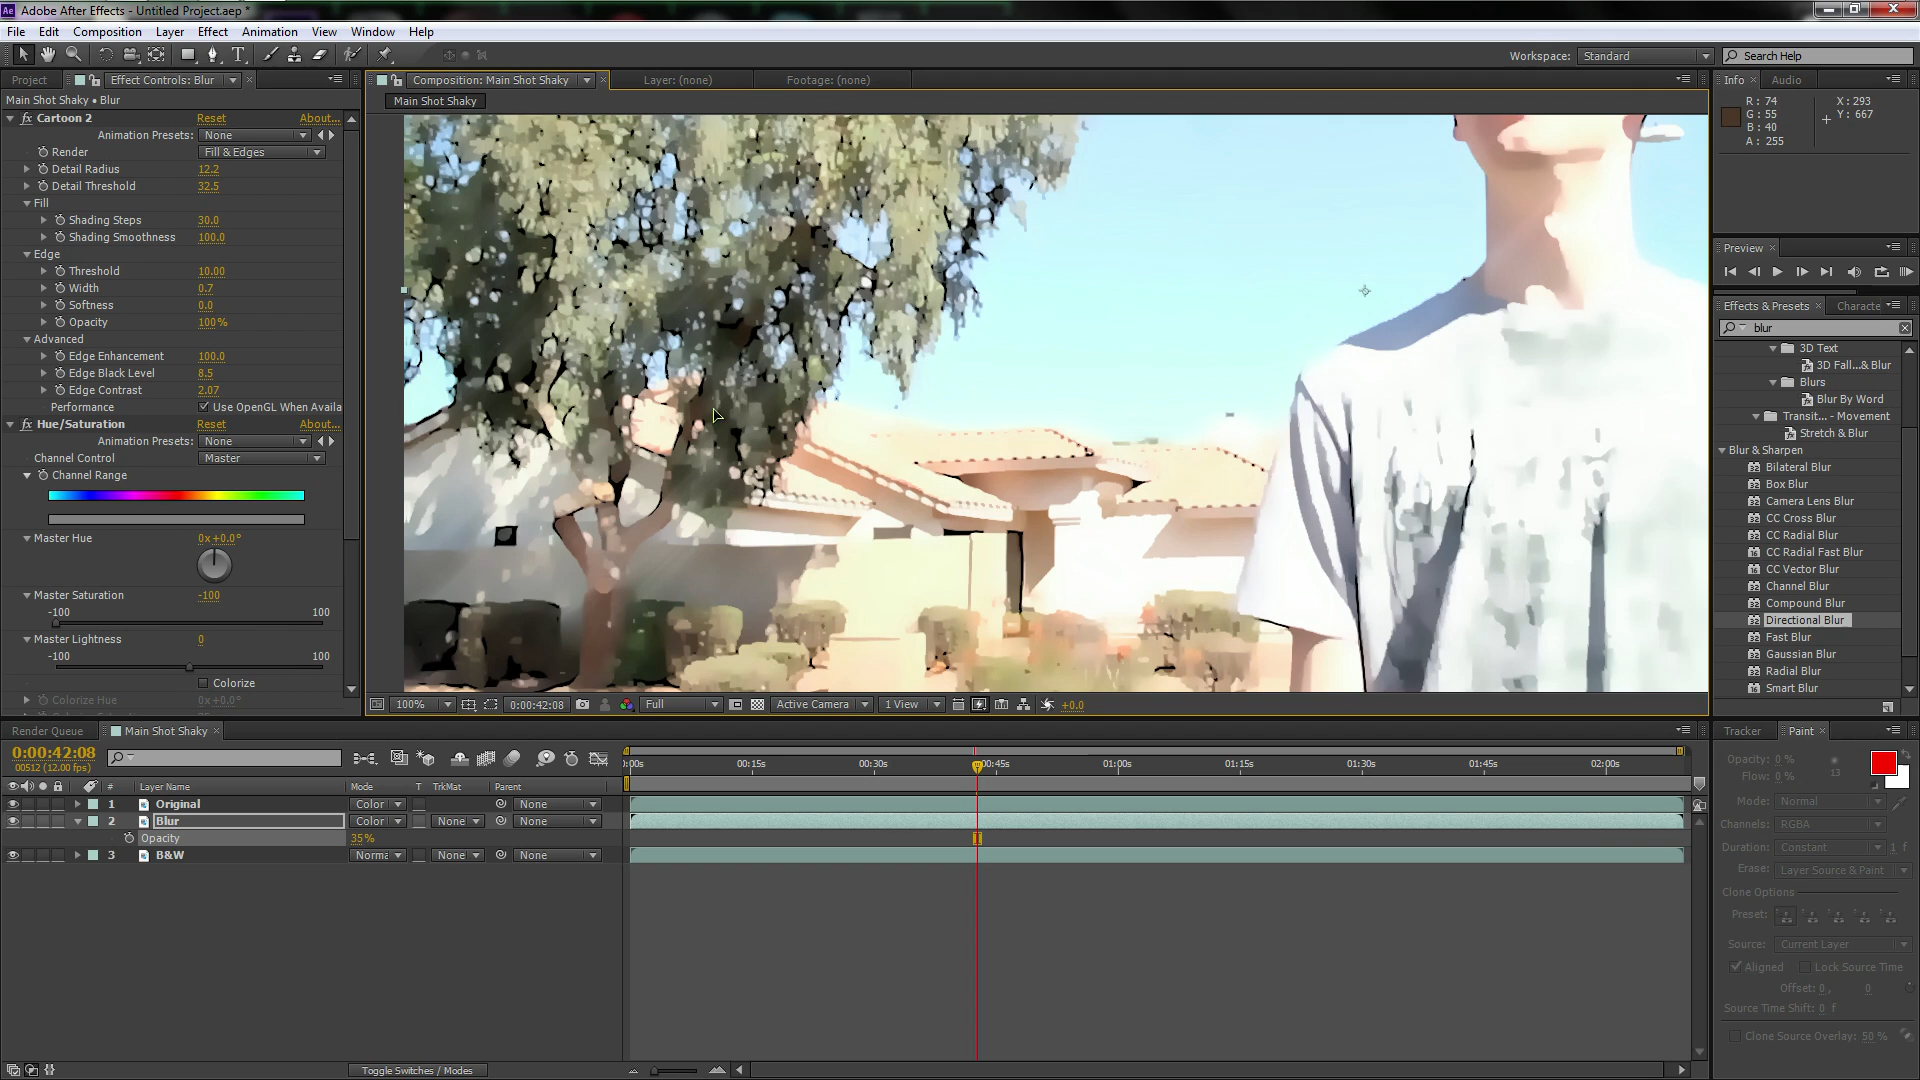 Ae Adobe After Effects - Untitled Project.aep *
File Edit Composition Layer Effect Animation View Window Help
Workspace: Standard Search Help
Project Effect Controls: Blur
Main Shot Shaky • Blur
fx Cartoon 2 Reset About...
Animation Presets: None
Render Fill & Edges
Detail Radius 12.2
Detail Threshold 32.5
Fill
Shading Steps 30.0
Shading Smoothness 100.0
Edge
Threshold 10.00
Width 0.7
Softness 0.0
Opacity 100%
Advanced
Edge Enhancement 100.0
Edge Black Level 8.5
Edge Contrast 2.07
Performance Use OpenGL When Availa
fx Hue/Saturation Reset About...
Animation Presets: None
Channel Control Master
Channel Range
Master Hue 0x+0.0°
Master Saturation -100
-100 100
Master Lightness 0
-100 100
Colorize
Colorize Hue 0x+0.0°
Composition: Main Shot Shaky Layer: (none) Footage: (none)
Main Shot Shaky
100% 0:00:42:08 Full Active Camera 1 View +0.0
Info Audio
R: 74 X: 293
G: 55 Y: 667
B: 40
A: 255
Preview
Effects & Presets Characte
blur
3D Text
3D Fall...& Blur
Blurs
Blur By Word
Transit... - Movement
Stretch & Blur
Blur & Sharpen
Bilateral Blur
Box Blur
Camera Lens Blur
CC Cross Blur
CC Radial Blur
CC Radial Fast Blur
CC Vector Blur
Channel Blur
Compound Blur
Directional Blur
Fast Blur
Gaussian Blur
Radial Blur
Smart Blur
Render Queue Main Shot Shaky
0:00:42:08
00512 (12.00 fps)
# Layer Name Mode T TrkMat Parent
1 Original Color None
2 Blur Color None None
Opacity 35%
3 B&W Norma None None
0:00s 00:15s 00:30s 00:45s 01:00s 01:15s 01:30s 01:45s 02:00s
Toggle Switches / Modes
Tracker Paint
Opacity: 0 %
Flow: 0 % 13
Mode: Normal
Channels: RGBA
Duration: Constant 1 f
Erase: Layer Source & Paint
Clone Options
Preset:
Source: Current Layer
Aligned Lock Source Time
Offset: 0, 0
Source Time Shift: 0 f
Clone Source Overlay: 50 %